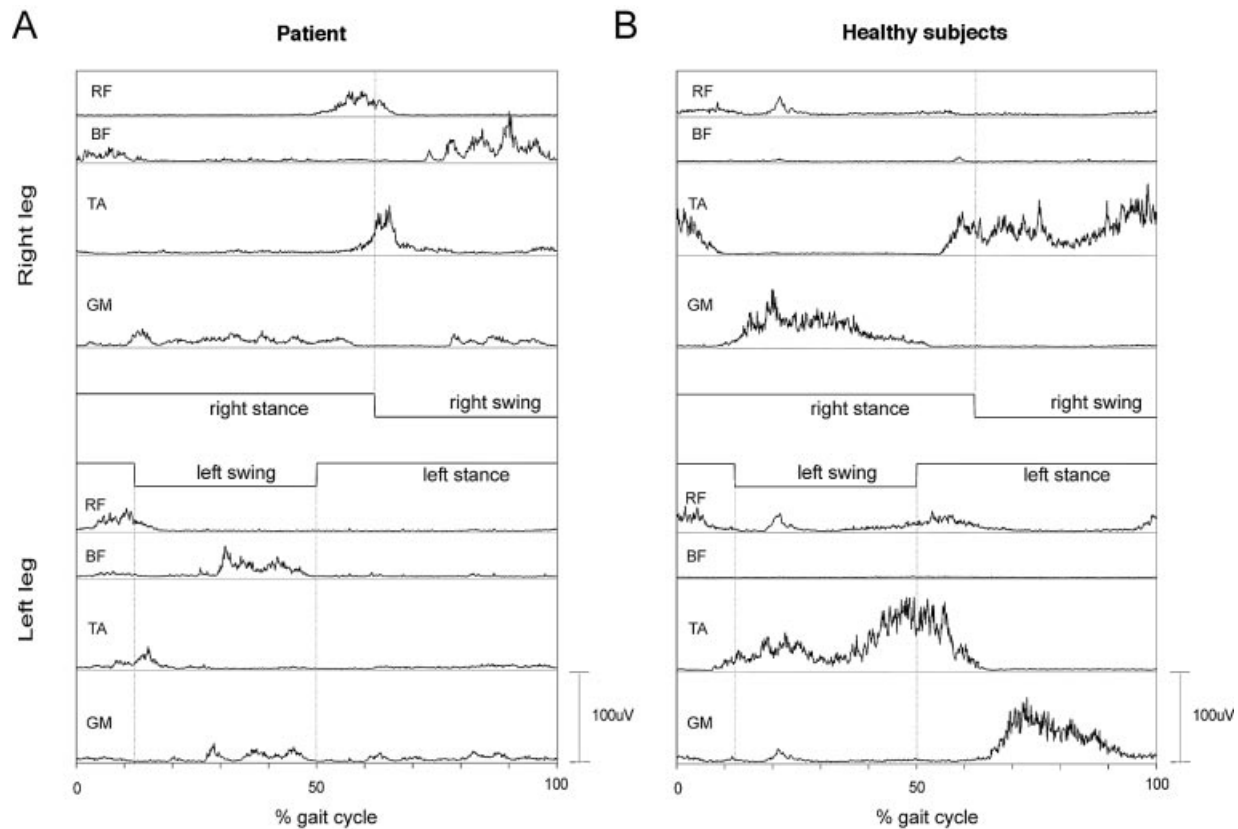 A
Patient
B
Healthy subjects
Right leg
RF
BF
TA
GM
right stance
right swing
left swing
left stance
Left leg
RF
BF
TA
GM
100uV
0
50
100
% gait cycle
RF
BF
TA
GM
right stance
right swing
left swing
left stance
RF
BF
TA
GM
100uV
0
50
100
% gait cycle